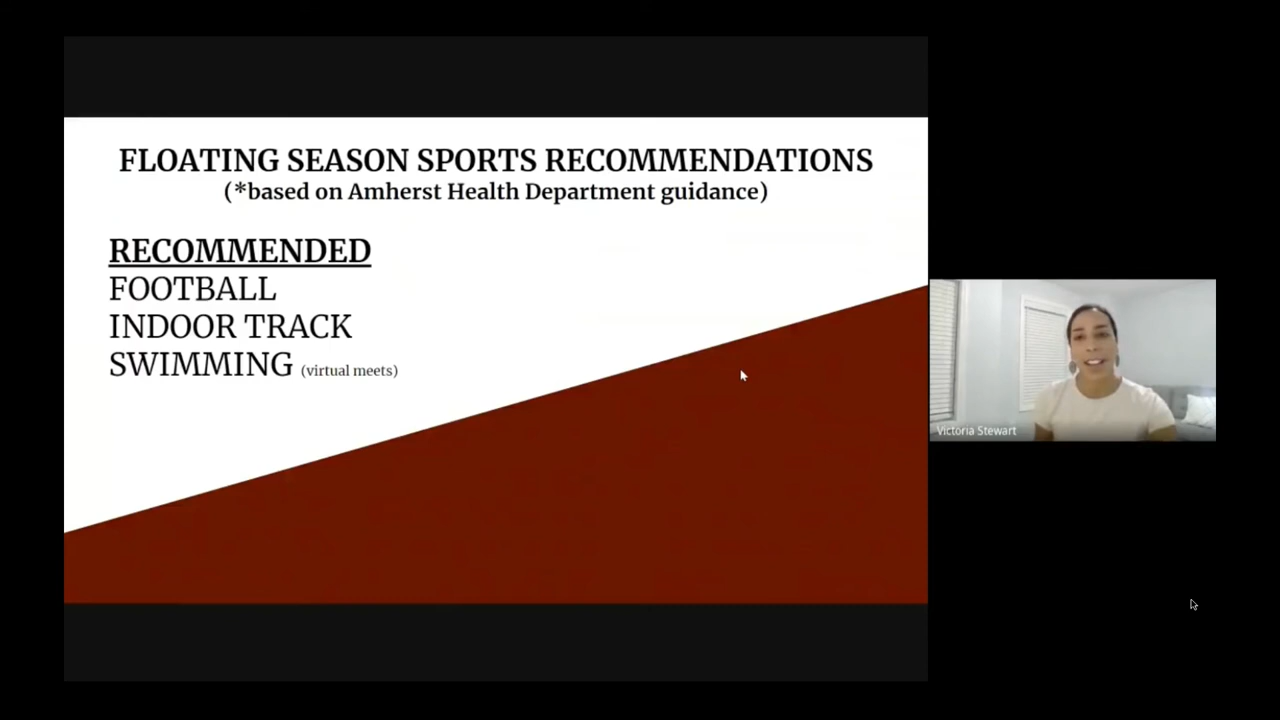 FLOATING SEASON SPORTS RECOMMENDATIONS
(*based on Amherst Health Department guidance)
RECOMMENDED
FOOTBALL
INDOOR TRACK
SWIMMING (virtual meets)
Victoria Stewart